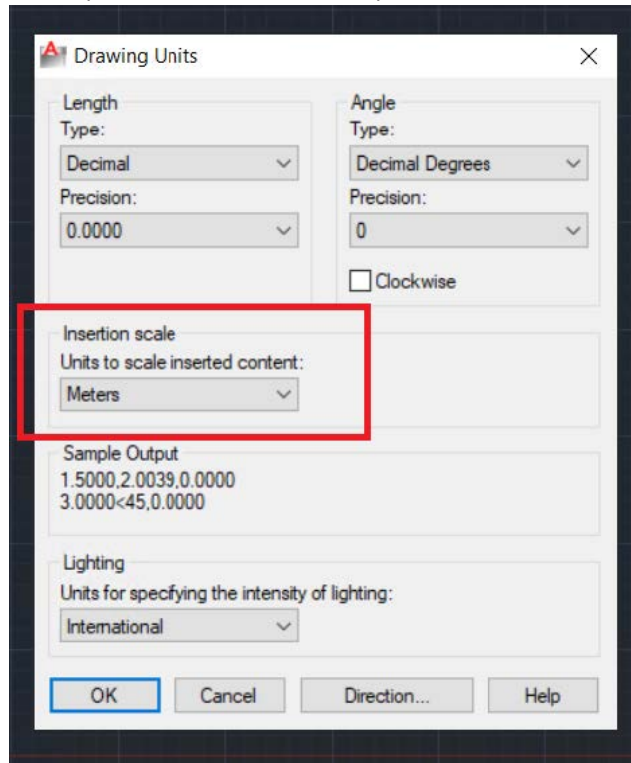 Drawing Units
Length
Type:
Decimal
Precision:
0.0000
Angle
Type:
Decimal Degrees
Precision:
0
Clockwise
Insertion scale
Units to scale inserted content:
Meters
Sample Output
1.5000,2.0039,0.0000
3.0000<45,0.0000
Lighting
Units for specifying the intensity of lighting:
International
OK Cancel Direction... Help